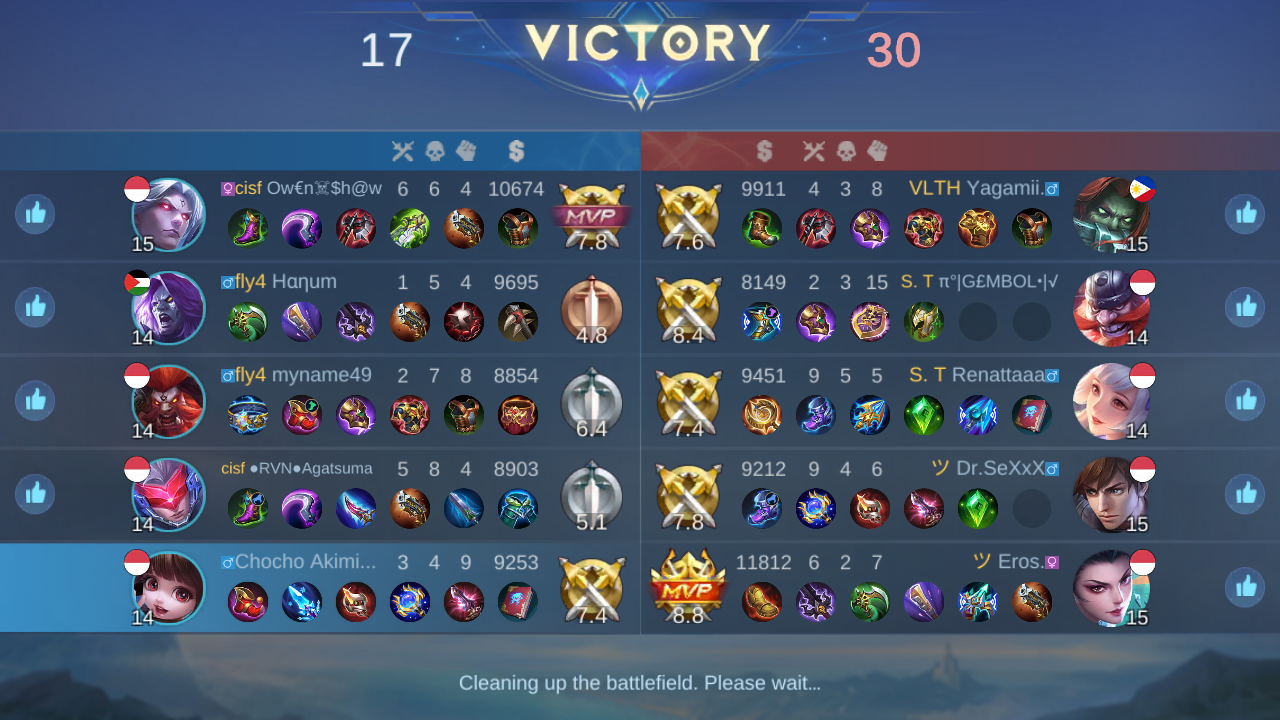 17 VICTORY 30
cisf Ow€n☠$h@w 6 6 4 10674
15
MVP 7.8
7.6
9911 4 3 8 VLTH Yagamii.
15
fly4 Hɑηum 1 5 4 9695
14
4.8
8.4
8149 2 3 15 S. T π°|G£MBOL•|√
14
fly4 myname49 2 7 8 8854
14
6.4
7.4
9451 9 5 5 S. T Renattaaa
14
cisf ●RVN●Agatsuma 5 8 4 8903
14
5.1
7.8
9212 9 4 6 ツ Dr.SeXxX
15
Chocho Akimi... 3 4 9 9253
14
7.4
MVP 8.8
11812 6 2 7 ツ Eros.
15
Cleaning up the battlefield. Please wait...